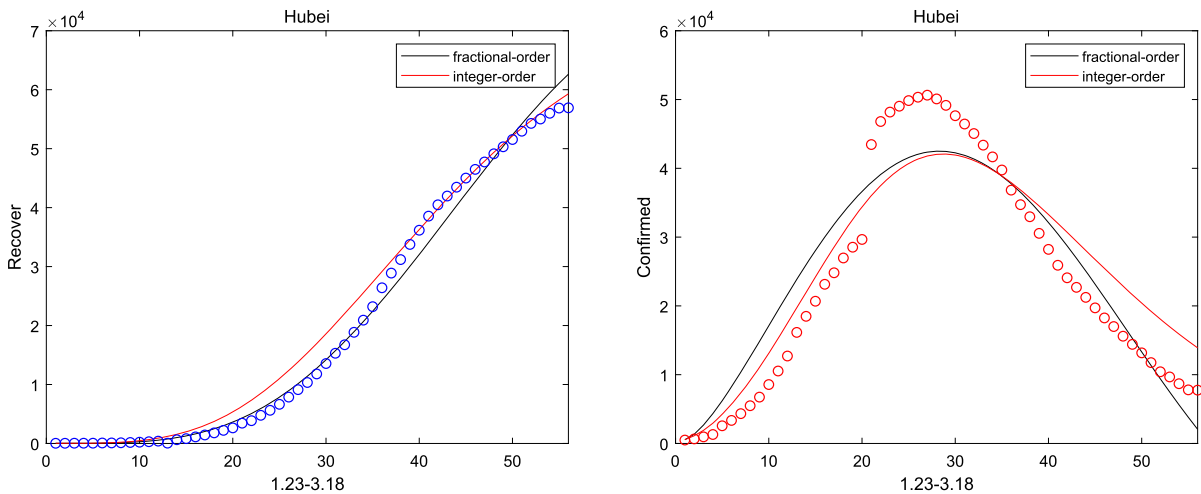 Hubei
×10⁴
fractional-order
integer-order
7
6
5
4
3
2
1
0
Recover
0 10 20 30 40 50
1.23-3.18
Hubei
×10⁴
fractional-order
integer-order
6
5
4
3
2
1
0
Confirmed
0 10 20 30 40 50
1.23-3.18